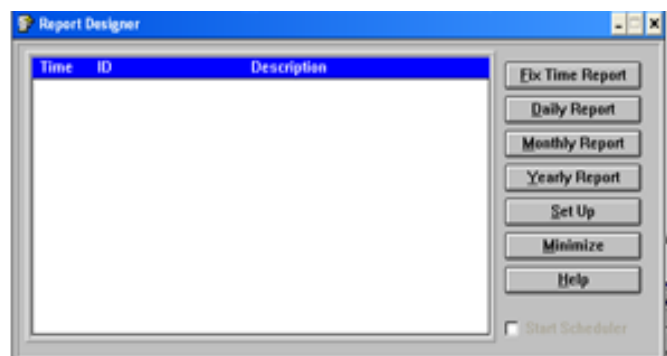 Report Designer
Time ID Description
Fix Time Report
Daily Report
Monthly Report
Yearly Report
Set Up
Minimize
Help
Start Scheduler